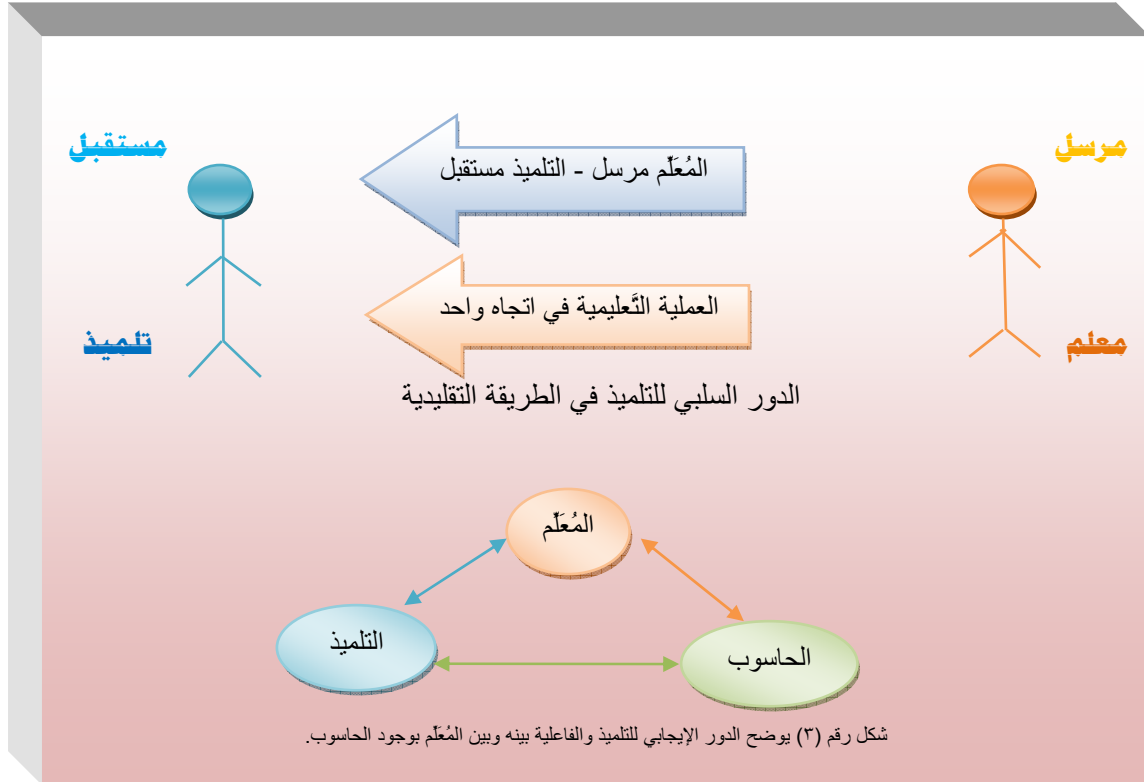 مرسل
مستقبل
المُعَلِّم مرسل - التلميذ مستقبل
العملية التَّعليمية في اتجاه واحد
معلم
تلميذ
الدور السلبي للتلميذ في الطريقة التقليدية
المُعَلِّم
التلميذ
الحاسوب
شكل رقم (٣) يوضح الدور الإيجابي للتلميذ والفاعلية بينه وبين المُعَلِّم بوجود الحاسوب.